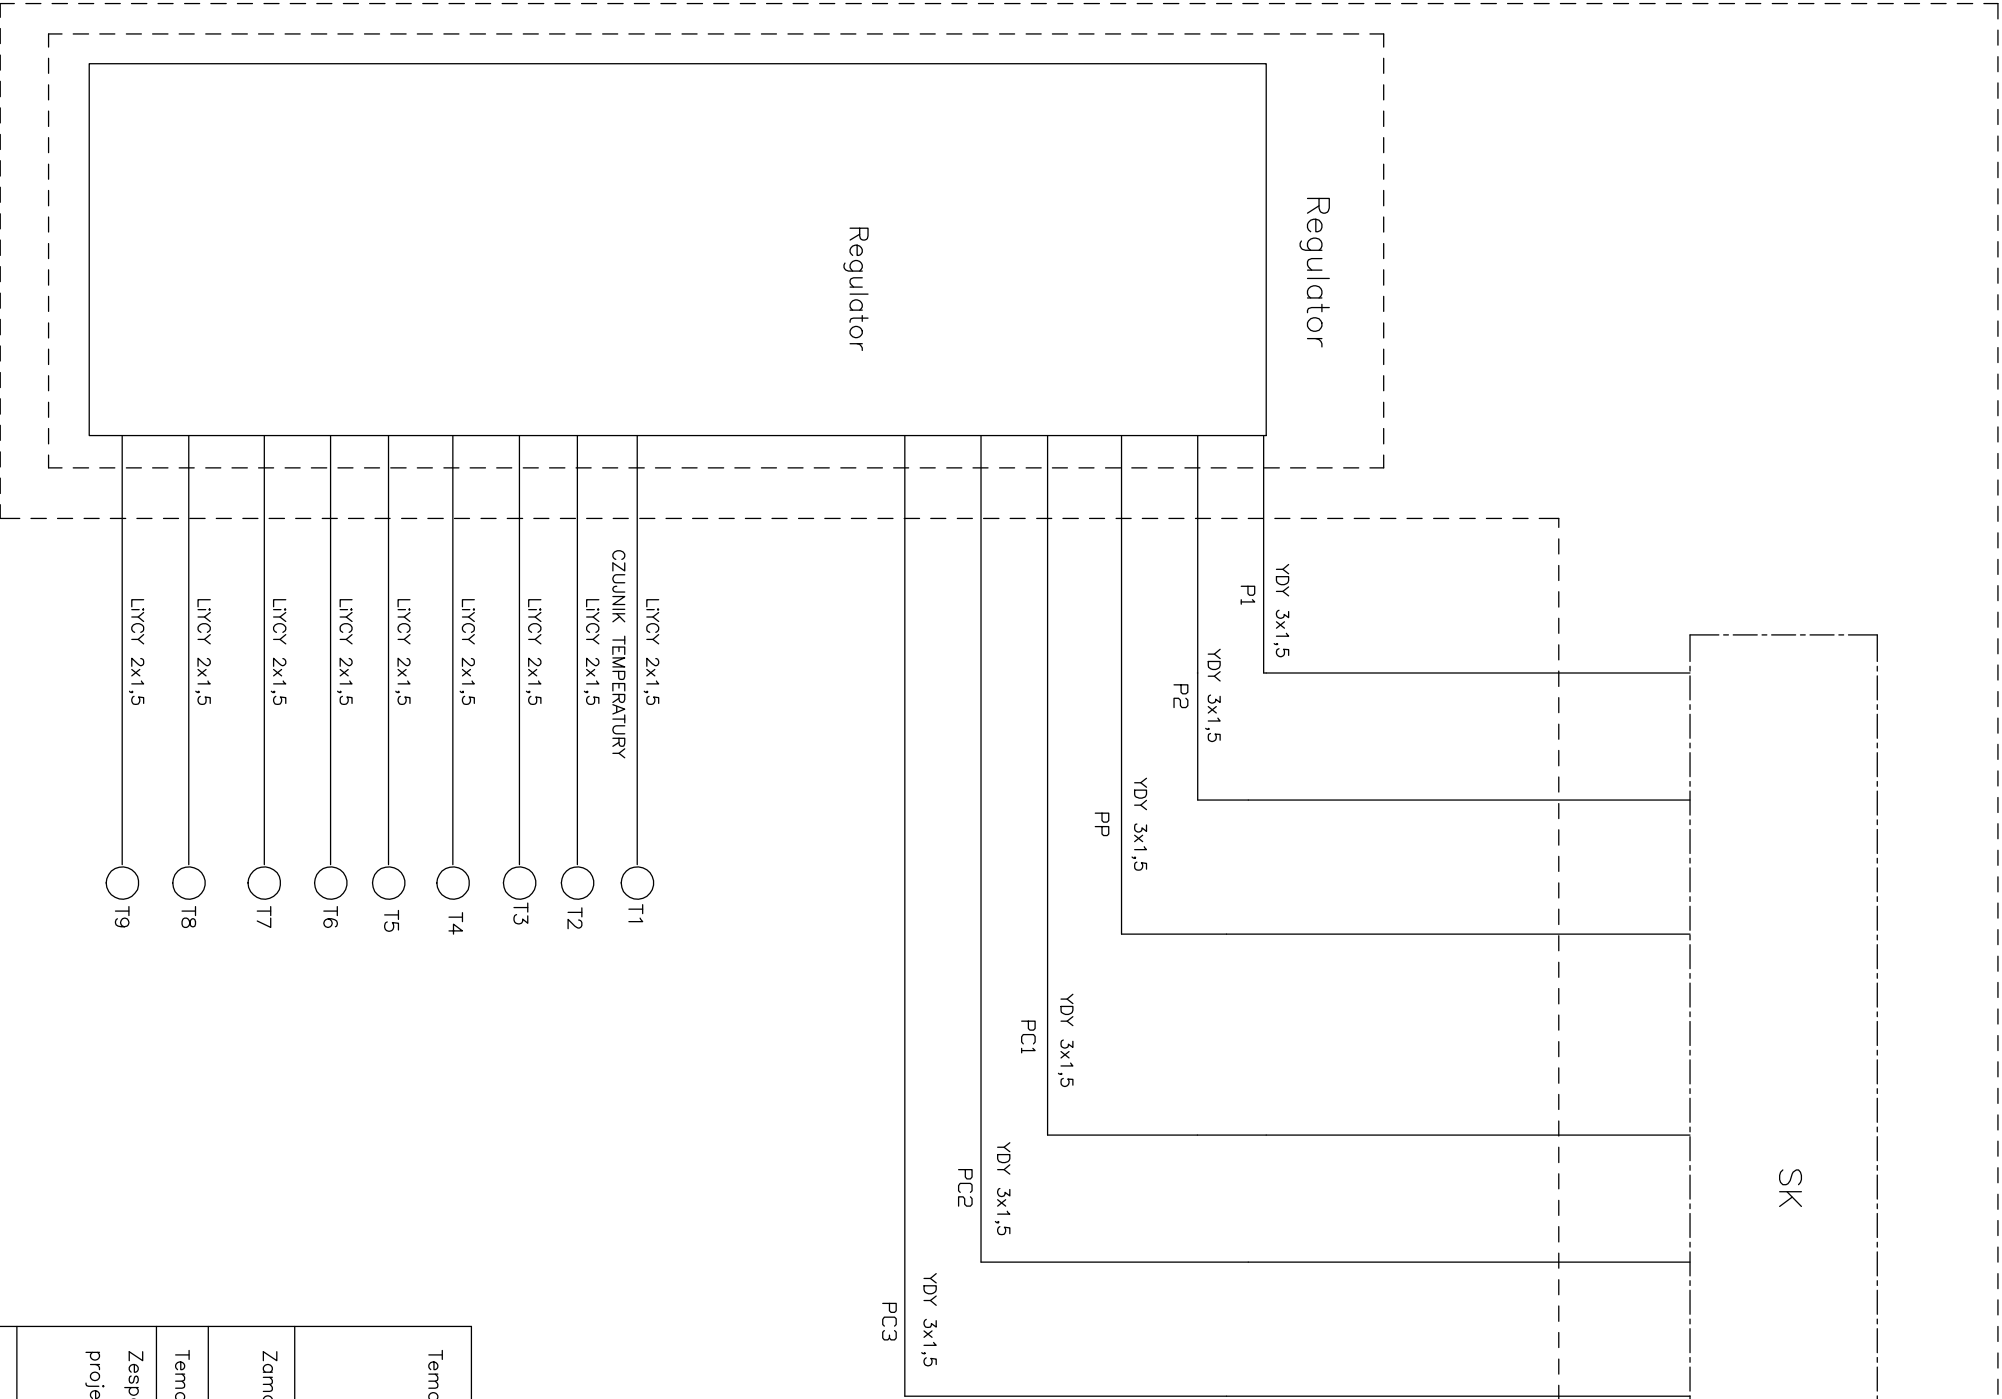 Regulator
Regulator
YDY 3x1,5
P1
YDY 3x1,5
P2
YDY 3x1,5
PP
YDY 3x1,5
PC1
YDY 3x1,5
PC2
YDY 3x1,5
PC3
SK
LiYCY 2x1,5
CZUJNIK TEMPERATURY
T1
LiYCY 2x1,5
T2
LiYCY 2x1,5
T3
LiYCY 2x1,5
T4
LiYCY 2x1,5
T5
LiYCY 2x1,5
T6
LiYCY 2x1,5
T7
LiYCY 2x1,5
T8
LiYCY 2x1,5
T9